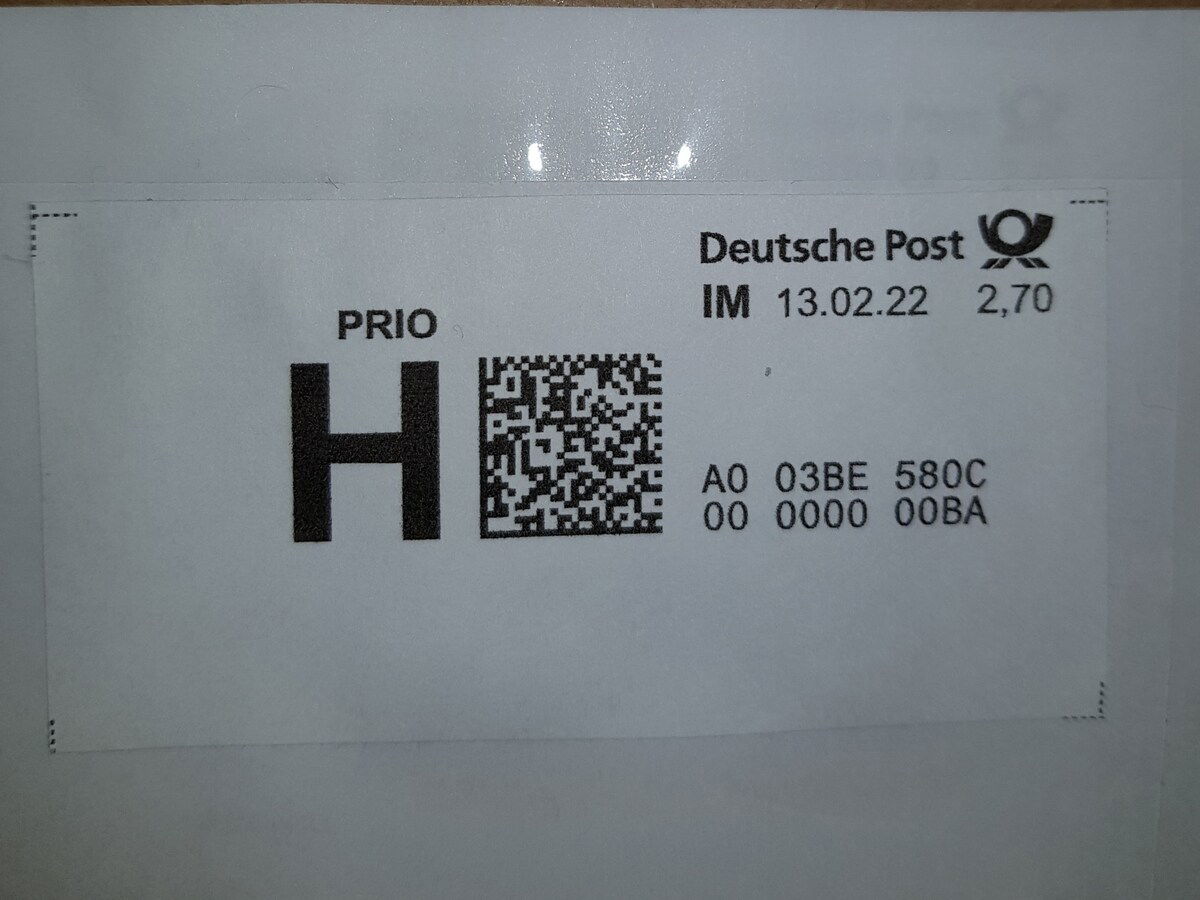 Deutsche Post
IM 13.02.22 2,70
PRIO
H
A0 03BE 580C
00 0000 00BA